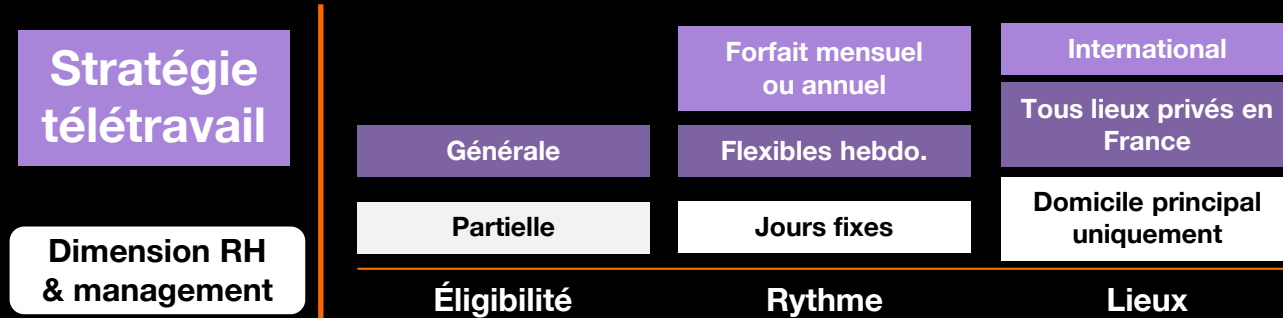 Stratégie
télétravail
Dimension RH
& management
Générale
Partielle
Éligibilité
Forfait mensuel
ou annuel
Flexibles hebdo.
Jours fixes
Rythme
International
Tous lieux privés en
France
Domicile principal
uniquement
Lieux